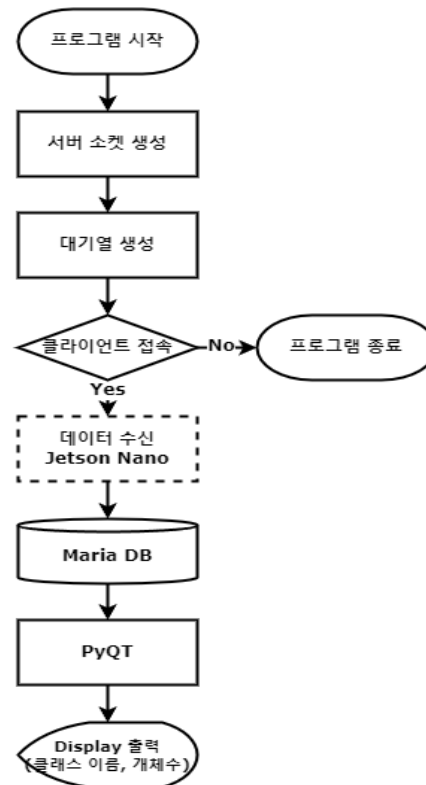 프로그램 시작
서버 소켓 생성
대기열 생성
클라이언트 접속
No
프로그램 종료
Yes
데이터 수신
Jetson Nano
Maria DB
PyQT
Display 출력
(클래스 이름, 개체수)